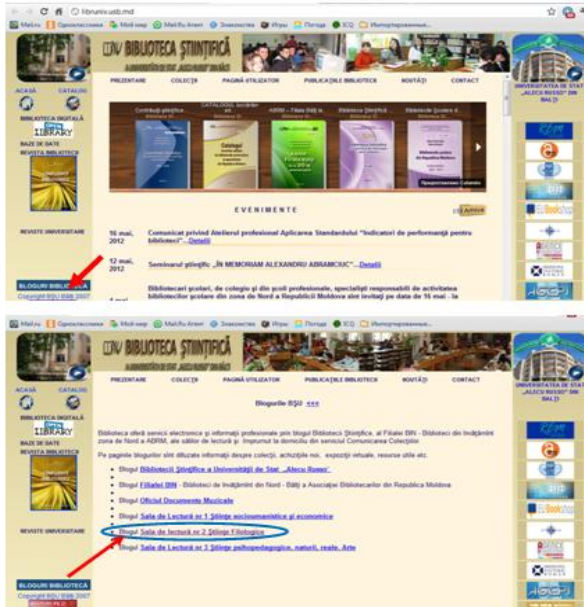 librunix.usb.md
Mail.ru Одноклассники Мой мир Mail.Ru Агент Знакомства Игры Погода ICQ Импортированные...
BIBLIOTECA ŞTIINŢIFICĂ
ACASĂ CATALOG
PREZENTARE COLECŢII PAGINĂ UTILIZATOR PUBLICAŢIILE BIBLIOTECII NOUTĂŢI CONTACT
UNIVERSITATEA DE STAT
„ALECU RUSSO" DIN
BĂLŢI
BIBLIOTECA DIGITALĂ
LIBRARY
BAZE DE DATE
REVISTA BIBLIOTECII
Catalogul
REVISTE UNIVERSITARE
EVENIMENTE
Arhiva
16 mai, 2012 Comunicat privind Atelierul profesional Aplicarea Standardului "Indicatori de performanţă pentru
biblioteci"...Detalii
12 mai, 2012 Seminarul ştiinţific „ÎN MEMORIAM ALEXANDRU ABRAMCIUC"...Detalii
Bibliotecari şcolari, de colegiu şi din şcoli profesionale, specialişti responsabili de activitatea
bibliotecilor şcolare din zona de Nord a Republicii Moldova sînt invitaţi pe data de 16 mai - la
EU Bookshop
BLOGURI BIBLIOTECĂ
Copyright BŞU USB 2007
Mail.ru Одноклассники Мой мир Mail.Ru Агент Знакомства Игры Погода ICQ Импортированные...
BIBLIOTECA ŞTIINŢIFICĂ
ACASĂ CATALOG
PREZENTARE COLECŢII PAGINĂ UTILIZATOR PUBLICAŢIILE BIBLIOTECII NOUTĂŢI CONTACT
UNIVERSITATEA DE STAT
„ALECU RUSSO" DIN
BĂLŢI
BIBLIOTECA DIGITALĂ
LIBRARY
BAZE DE DATE
REVISTA BIBLIOTECII
REVISTE UNIVERSITARE
Blogurile BŞU <<<
Biblioteca oferă servicii electronice şi informaţii profesionale prin blogul Bibliotecii Ştiinţifice, al Filialei BIN - Biblioteci din învăţămînt
zona de Nord a ABRM, ale sălilor de lectură şi împrumut la domiciliu din serviciul Comunicarea Colecţiilor.
Pe paginile blogurilor sînt difuzate informaţii despre colecţii, achiziţiile noi, expoziţii virtuale, resurse utile etc.
Blogul Bibliotecii Ştiinţifice a Universităţii de Stat „Alecu Russo"
Blogul Filialei BIN - Biblioteci de învăţămînt din Nord - Bălţi a Asociaţiei Bibliotecarilor din Republica Moldova
Blogul Oficiul Documente Muzicale
Blogul Sala de Lectură nr 1 Ştiinţe socioumanistice şi economice
Blogul Sala de lectură nr 2 Ştiinţe Filologice
Blogul Sala de Lectură nr 3 Ştiinţe psihopedagogice, naturii, reale, Arte
EU Bookshop
BLOGURI BIBLIOTECĂ
Copyright BŞU USB 2007